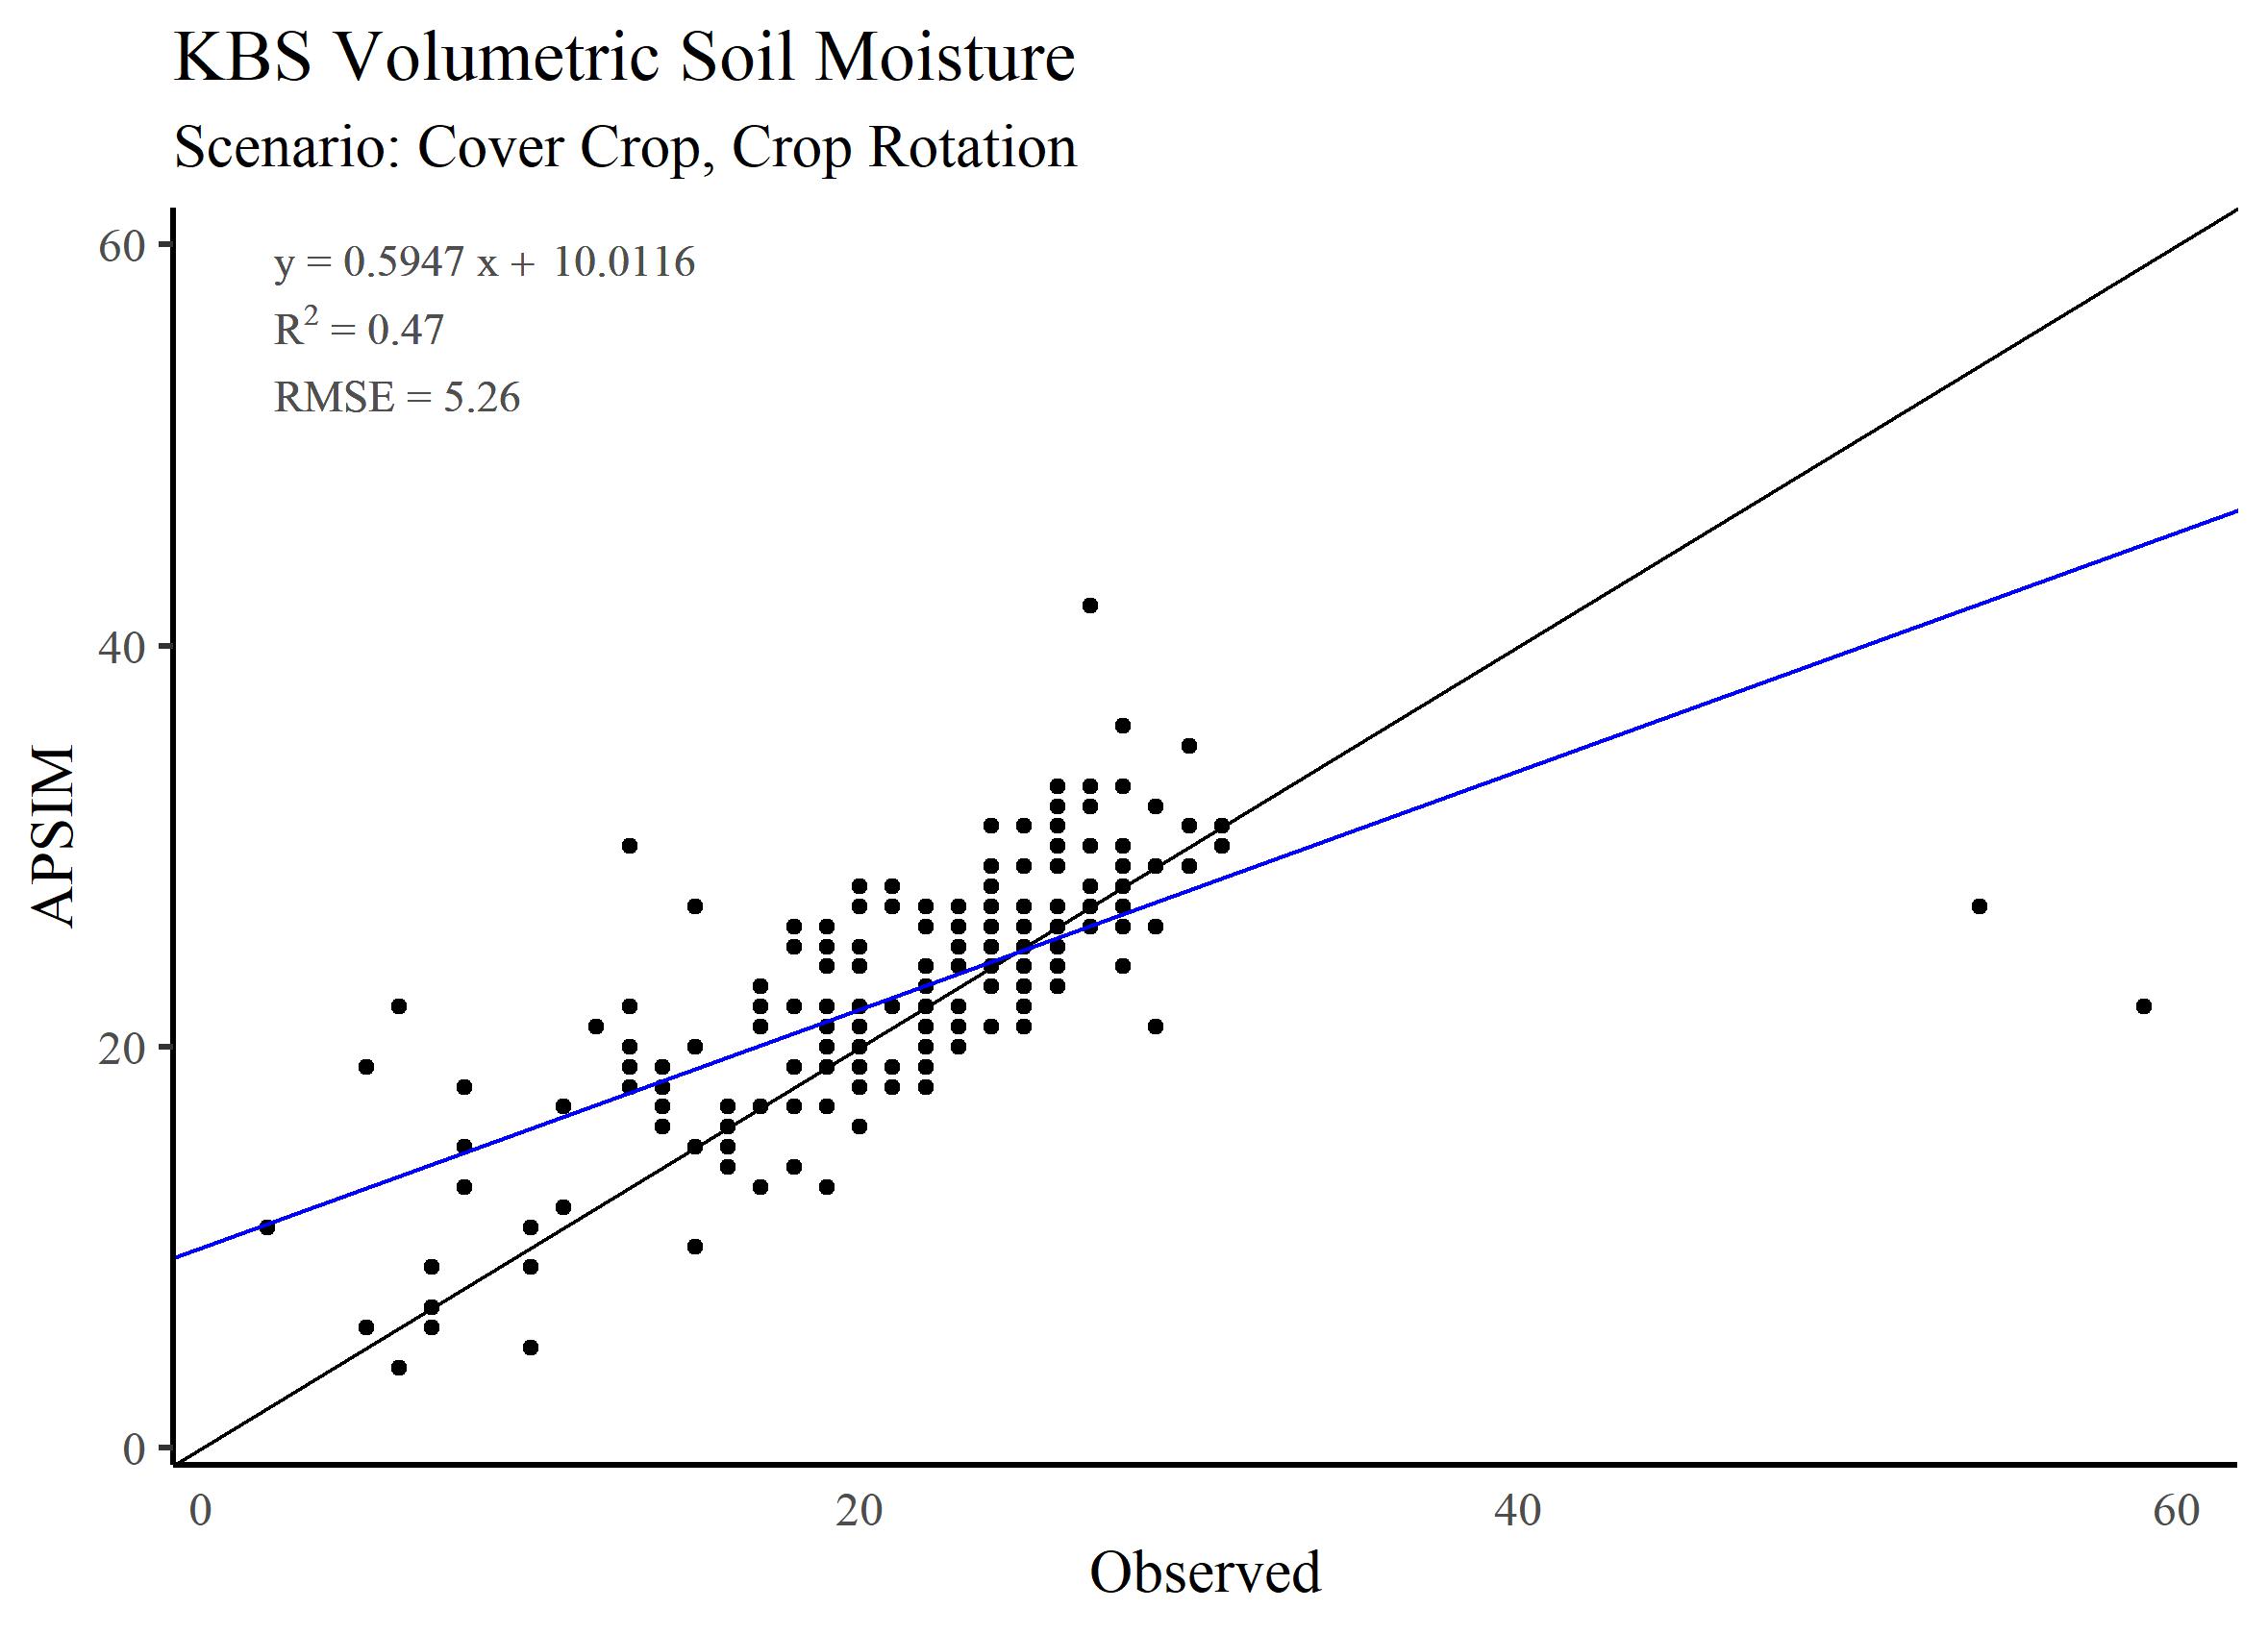 KBS Volumetric Soil Moisture
Scenario: Cover Crop, Crop Rotation
y = 0.5947 x + 10.0116
R² = 0.47
RMSE = 5.26
60
40
20
0
APSIM
0 20 40 60
Observed